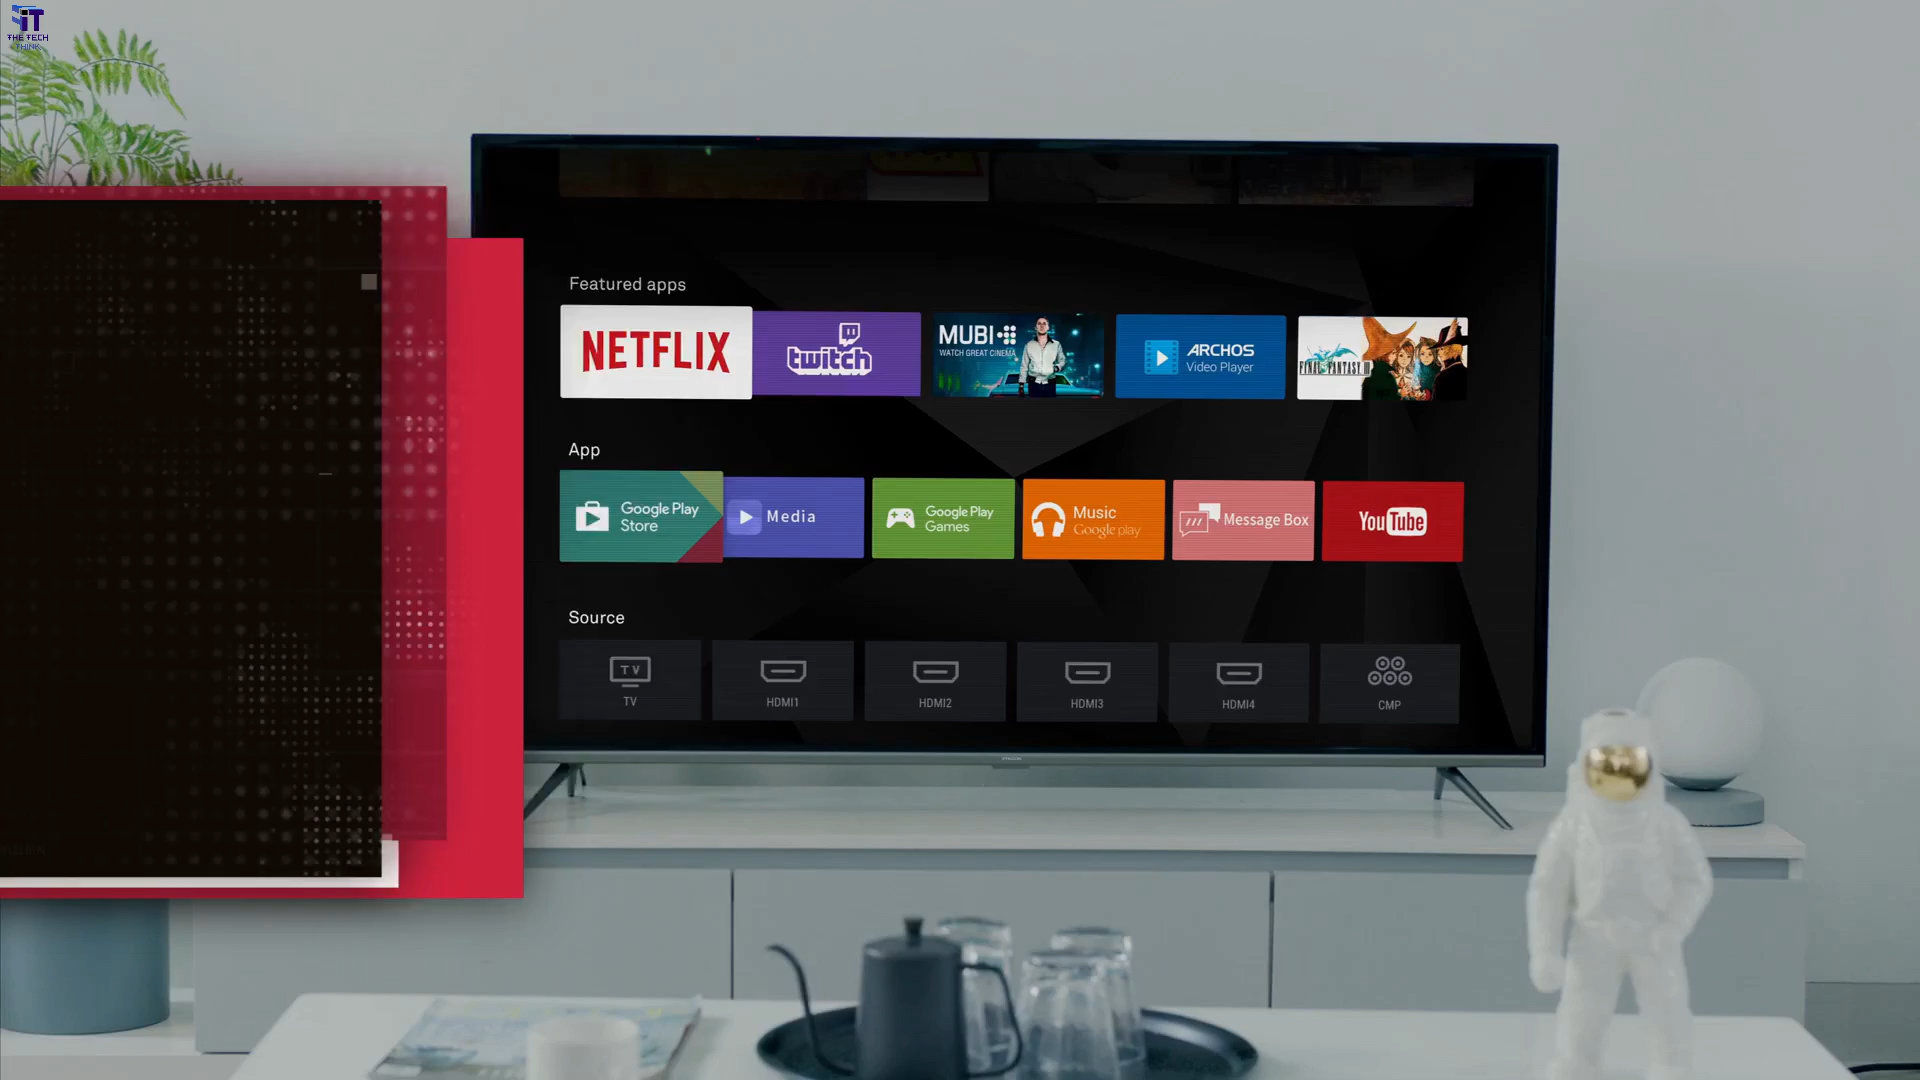 iT
THE TECH
THINK
Featured apps
NETFLIX
twitch
MUBI
WATCH GREAT CINEMA
ARCHOS
Video Player
FINAL FANTASY III
App
Google Play
Store
Media
Google Play
Games
Music
Google play
Message Box
YouTube
Source
TV
TV
HDMI1
HDMI2
HDMI3
HDMI4
CMP